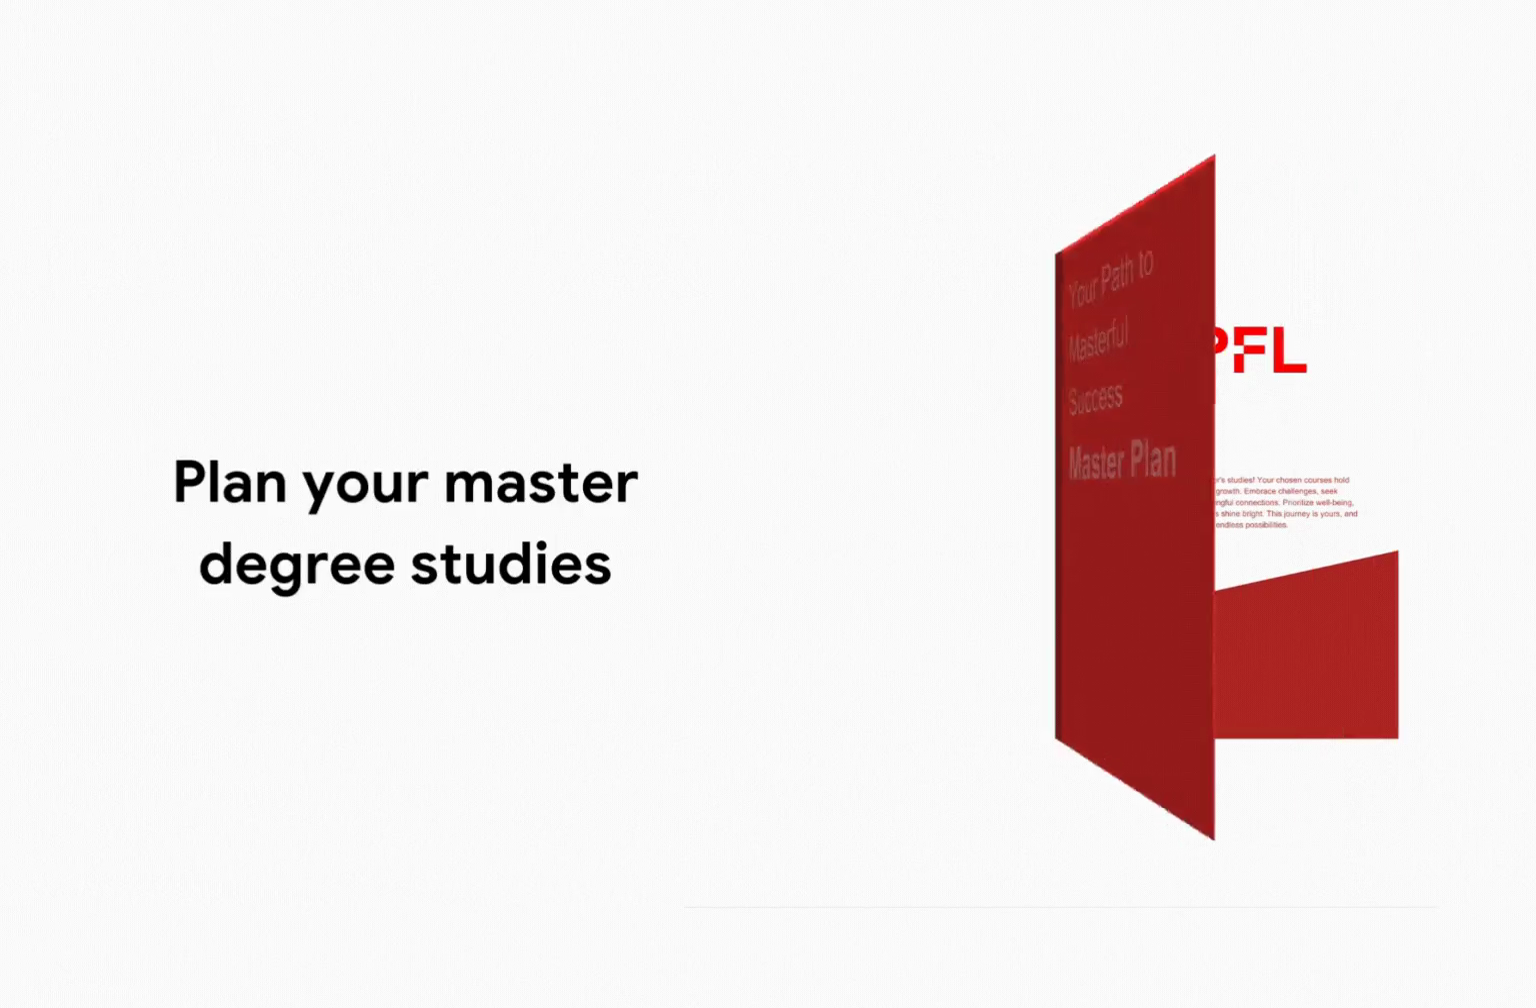 Plan your master
degree studies
Your Path to
Masterful
Success
Master Plan
PFL
studies! Your chosen courses hold
growth. Embrace challenges, seek
connections. Prioritize well-being,
shine bright. This journey is yours, and
endless possibilities.